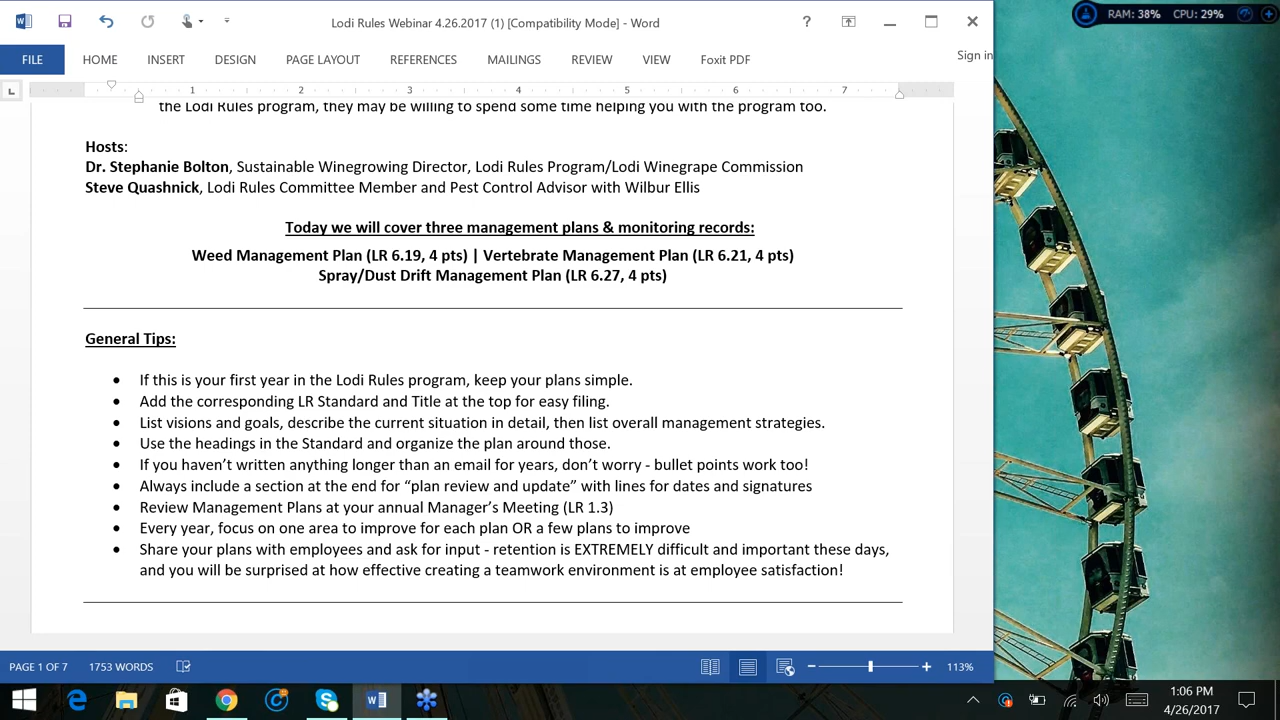 Lodi Rules Webinar 4.26.2017 (1) [Compatibility Mode] - Word
?
RAM: 38% CPU: 29%
FILE HOME INSERT DESIGN PAGE LAYOUT REFERENCES MAILINGS REVIEW VIEW Foxit PDF Sign in
L 1 2 3 4 5 6 7
the Lodi Rules program, they may be willing to spend some time helping you with the program too.
Hosts:
Dr. Stephanie Bolton, Sustainable Winegrowing Director, Lodi Rules Program/Lodi Winegrape Commission
Steve Quashnick, Lodi Rules Committee Member and Pest Control Advisor with Wilbur Ellis
Today we will cover three management plans & monitoring records:
Weed Management Plan (LR 6.19, 4 pts) | Vertebrate Management Plan (LR 6.21, 4 pts)
Spray/Dust Drift Management Plan (LR 6.27, 4 pts)
General Tips:
• If this is your first year in the Lodi Rules program, keep your plans simple.
• Add the corresponding LR Standard and Title at the top for easy filing.
• List visions and goals, describe the current situation in detail, then list overall management strategies.
• Use the headings in the Standard and organize the plan around those.
• If you haven’t written anything longer than an email for years, don’t worry - bullet points work too!
• Always include a section at the end for “plan review and update” with lines for dates and signatures
• Review Management Plans at your annual Manager’s Meeting (LR 1.3)
• Every year, focus on one area to improve for each plan OR a few plans to improve
• Share your plans with employees and ask for input - retention is EXTREMELY difficult and important these days,
and you will be surprised at how effective creating a teamwork environment is at employee satisfaction!
PAGE 1 OF 7 1753 WORDS 113%
1:06 PM
4/26/2017